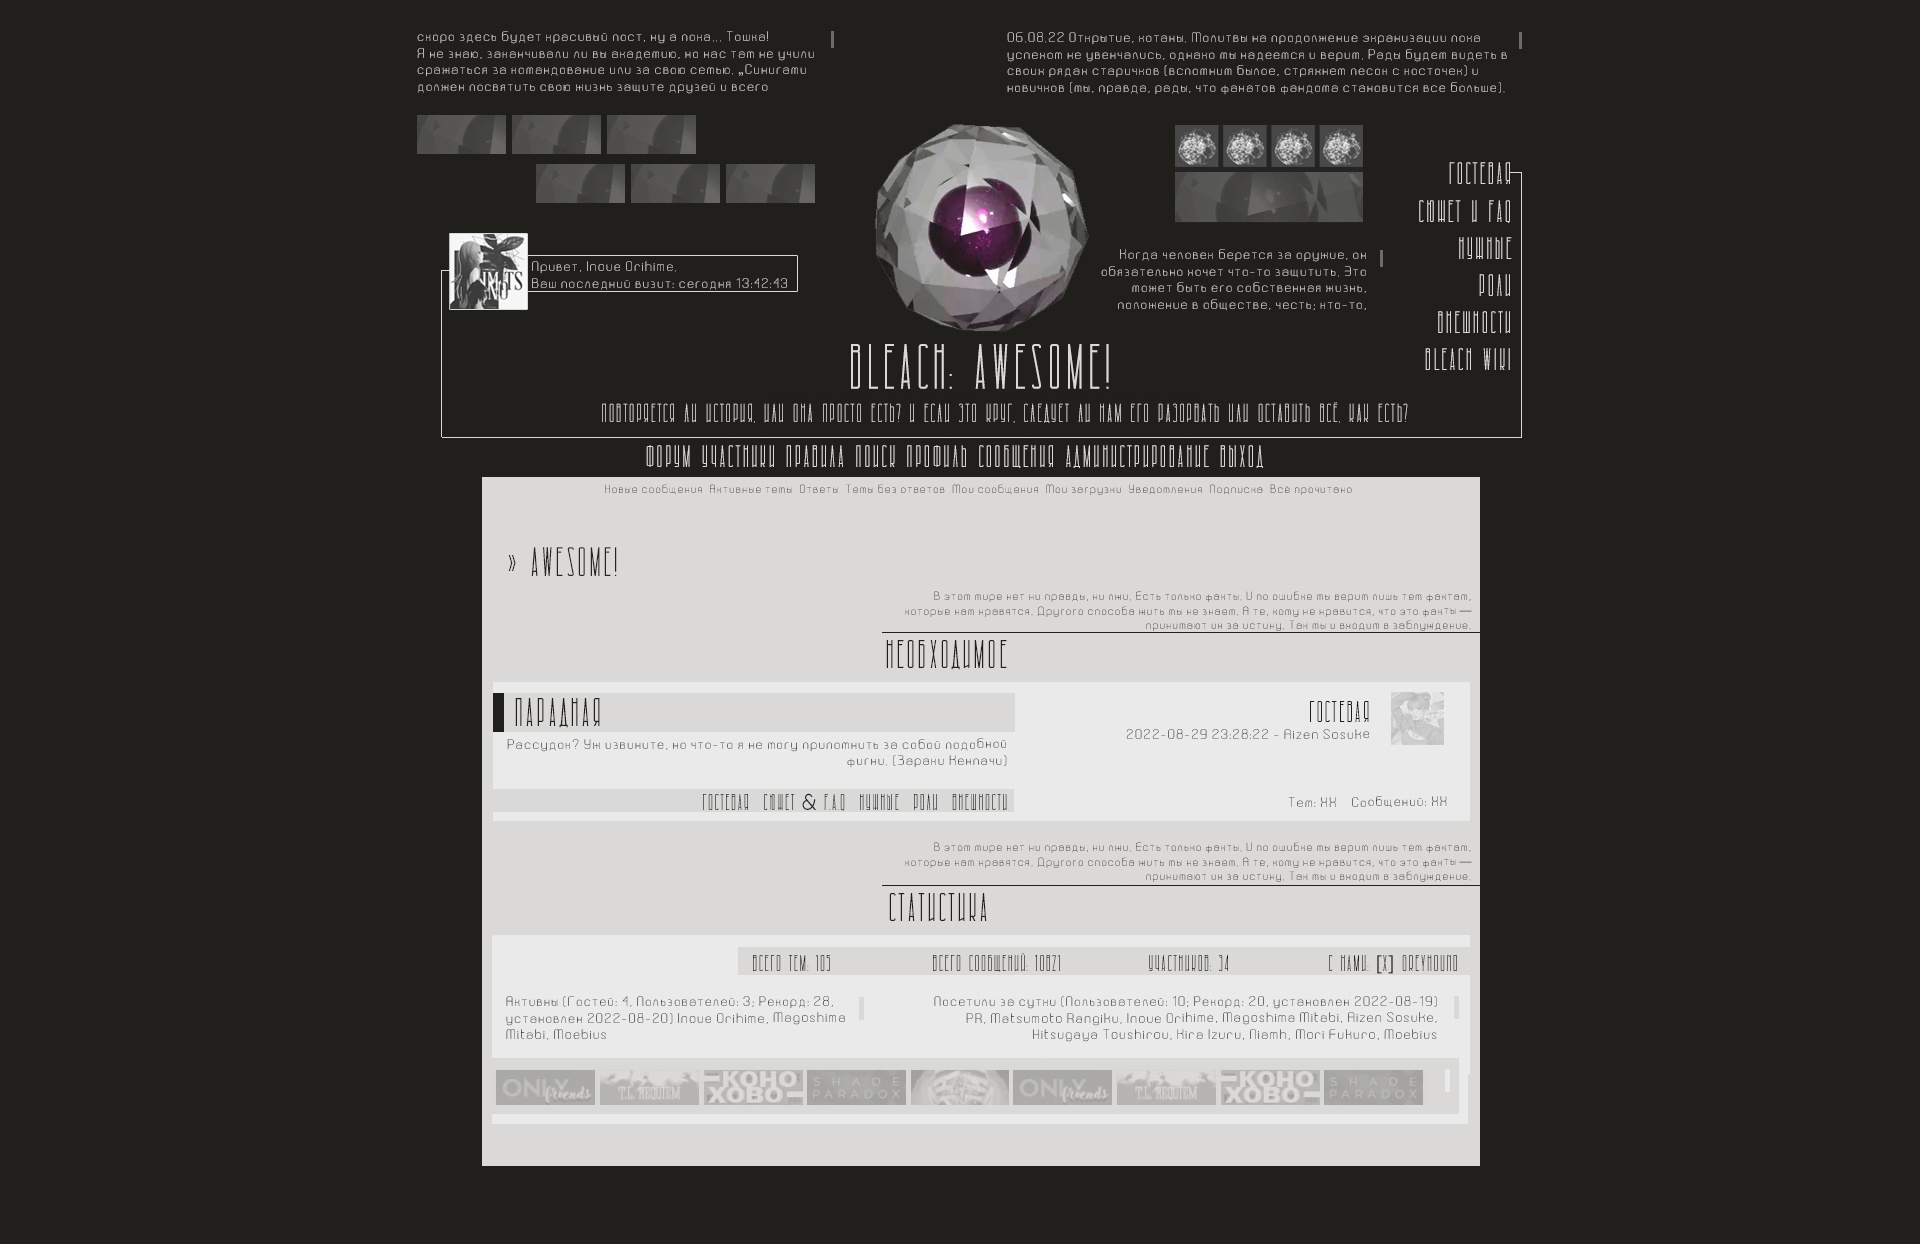 скоро здесь будет красивый пост, ну а пока... Тошка!
Я не знаю, заканчивали ли вы академию, но нас там не учили
сражаться за командование или за свою семью. „Синигами
должен посвятить свою жизнь защите друзей и всего
06.08.22 Открытие, котаны. Молитвы на продолжение экранизации пока
успехом не увенчались, однако мы надеемся и верим. Рады будем видеть в
своих рядах старичков (вспомним былое, стряхнем песок с косточек) и
новичков (мы, правда, рады, что фанатов фандома становится все больше).
ГОСТЕВАЯ
СЮЖЕТ И FAQ
НУЖНЫЕ
РОЛИ
ВНЕШНОСТИ
BLEACH WIKI
Привет, Inoue Orihime.
Ваш последний визит: сегодня 13:42:43
Когда человек берется за оружие, он
обязательно хочет что-то защитить. Это
может быть его собственная жизнь,
положение в обществе, честь; кто-то,
BLEACH: AWESOME!
ПОВТОРЯЕТСЯ ЛИ ИСТОРИЯ, ИЛИ ОНА ПРОСТО ЕСТЬ? И ЕСЛИ ЭТО КРУГ, СЛЕДУЕТ ЛИ НАМ ЕГО РАЗОРВАТЬ ИЛИ ОСТАВИТЬ ВСЁ, КАК ЕСТЬ?
ФОРУМ УЧАСТНИКИ ПРАВИЛА ПОИСК ПРОФИЛЬ СООБЩЕНИЯ АДМИНИСТРИРОВАНИЕ ВЫХОД
Новые сообщения Активные темы Ответы Темы без ответов Мои сообщения Мои загрузки Уведомления Подписка Всё прочитано
» AWESOME!
В этом мире нет ни правды, ни лжи. Есть только факты. И по ошибке мы верим лишь тем фактам,
которые нам нравятся. Другого способа жить мы не знаем. А те, кому не нравится, что это факты —
принимают их за истину. Так мы и входим в заблуждение.
НЕОБХОДИМОЕ
ПАРАДНАЯ
Рассудок? Уж извините, но что-то я не могу припомнить за собой подобной
фигни. (Зараки Кенпачи)
ГОСТЕВАЯ
2022-08-29 23:28:22 - Aizen Sosuke
ГОСТЕВАЯ СЮЖЕТ & F.A.Q НУЖНЫЕ РОЛИ ВНЕШНОСТИ
Тем: XX Сообщений: XX
В этом мире нет ни правды, ни лжи. Есть только факты. И по ошибке мы верим лишь тем фактам,
которые нам нравятся. Другого способа жить мы не знаем. А те, кому не нравится, что это факты —
принимают их за истину. Так мы и входим в заблуждение.
СТАТИСТИКА
ВСЕГО ТЕМ: 105 ВСЕГО СООБЩЕНИЙ: 10821 УЧАСТНИКОВ: 34 С НАМИ: [X] GREYHOUND
Активны (Гостей: 4, Пользователей: 3; Рекорд: 28,
установлен 2022-08-20) Inoue Orihime, Magoshima
Mitabi, Moebius
Посетили за сутки (Пользователей: 10; Рекорд: 20, установлен 2022-08-19)
PR, Matsumoto Rangiku, Inoue Orihime, Magoshima Mitabi, Aizen Sosuke,
Hitsugaya Toushirou, Kira Izuru, Niamh, Mori Fukuro, Moebius
ONLY friends T.L. REQUIEM КОНО ХОВО SHADE PARADOX ONLY friends T.L. REQUIEM КОНО ХОВО SHADE PARADOX